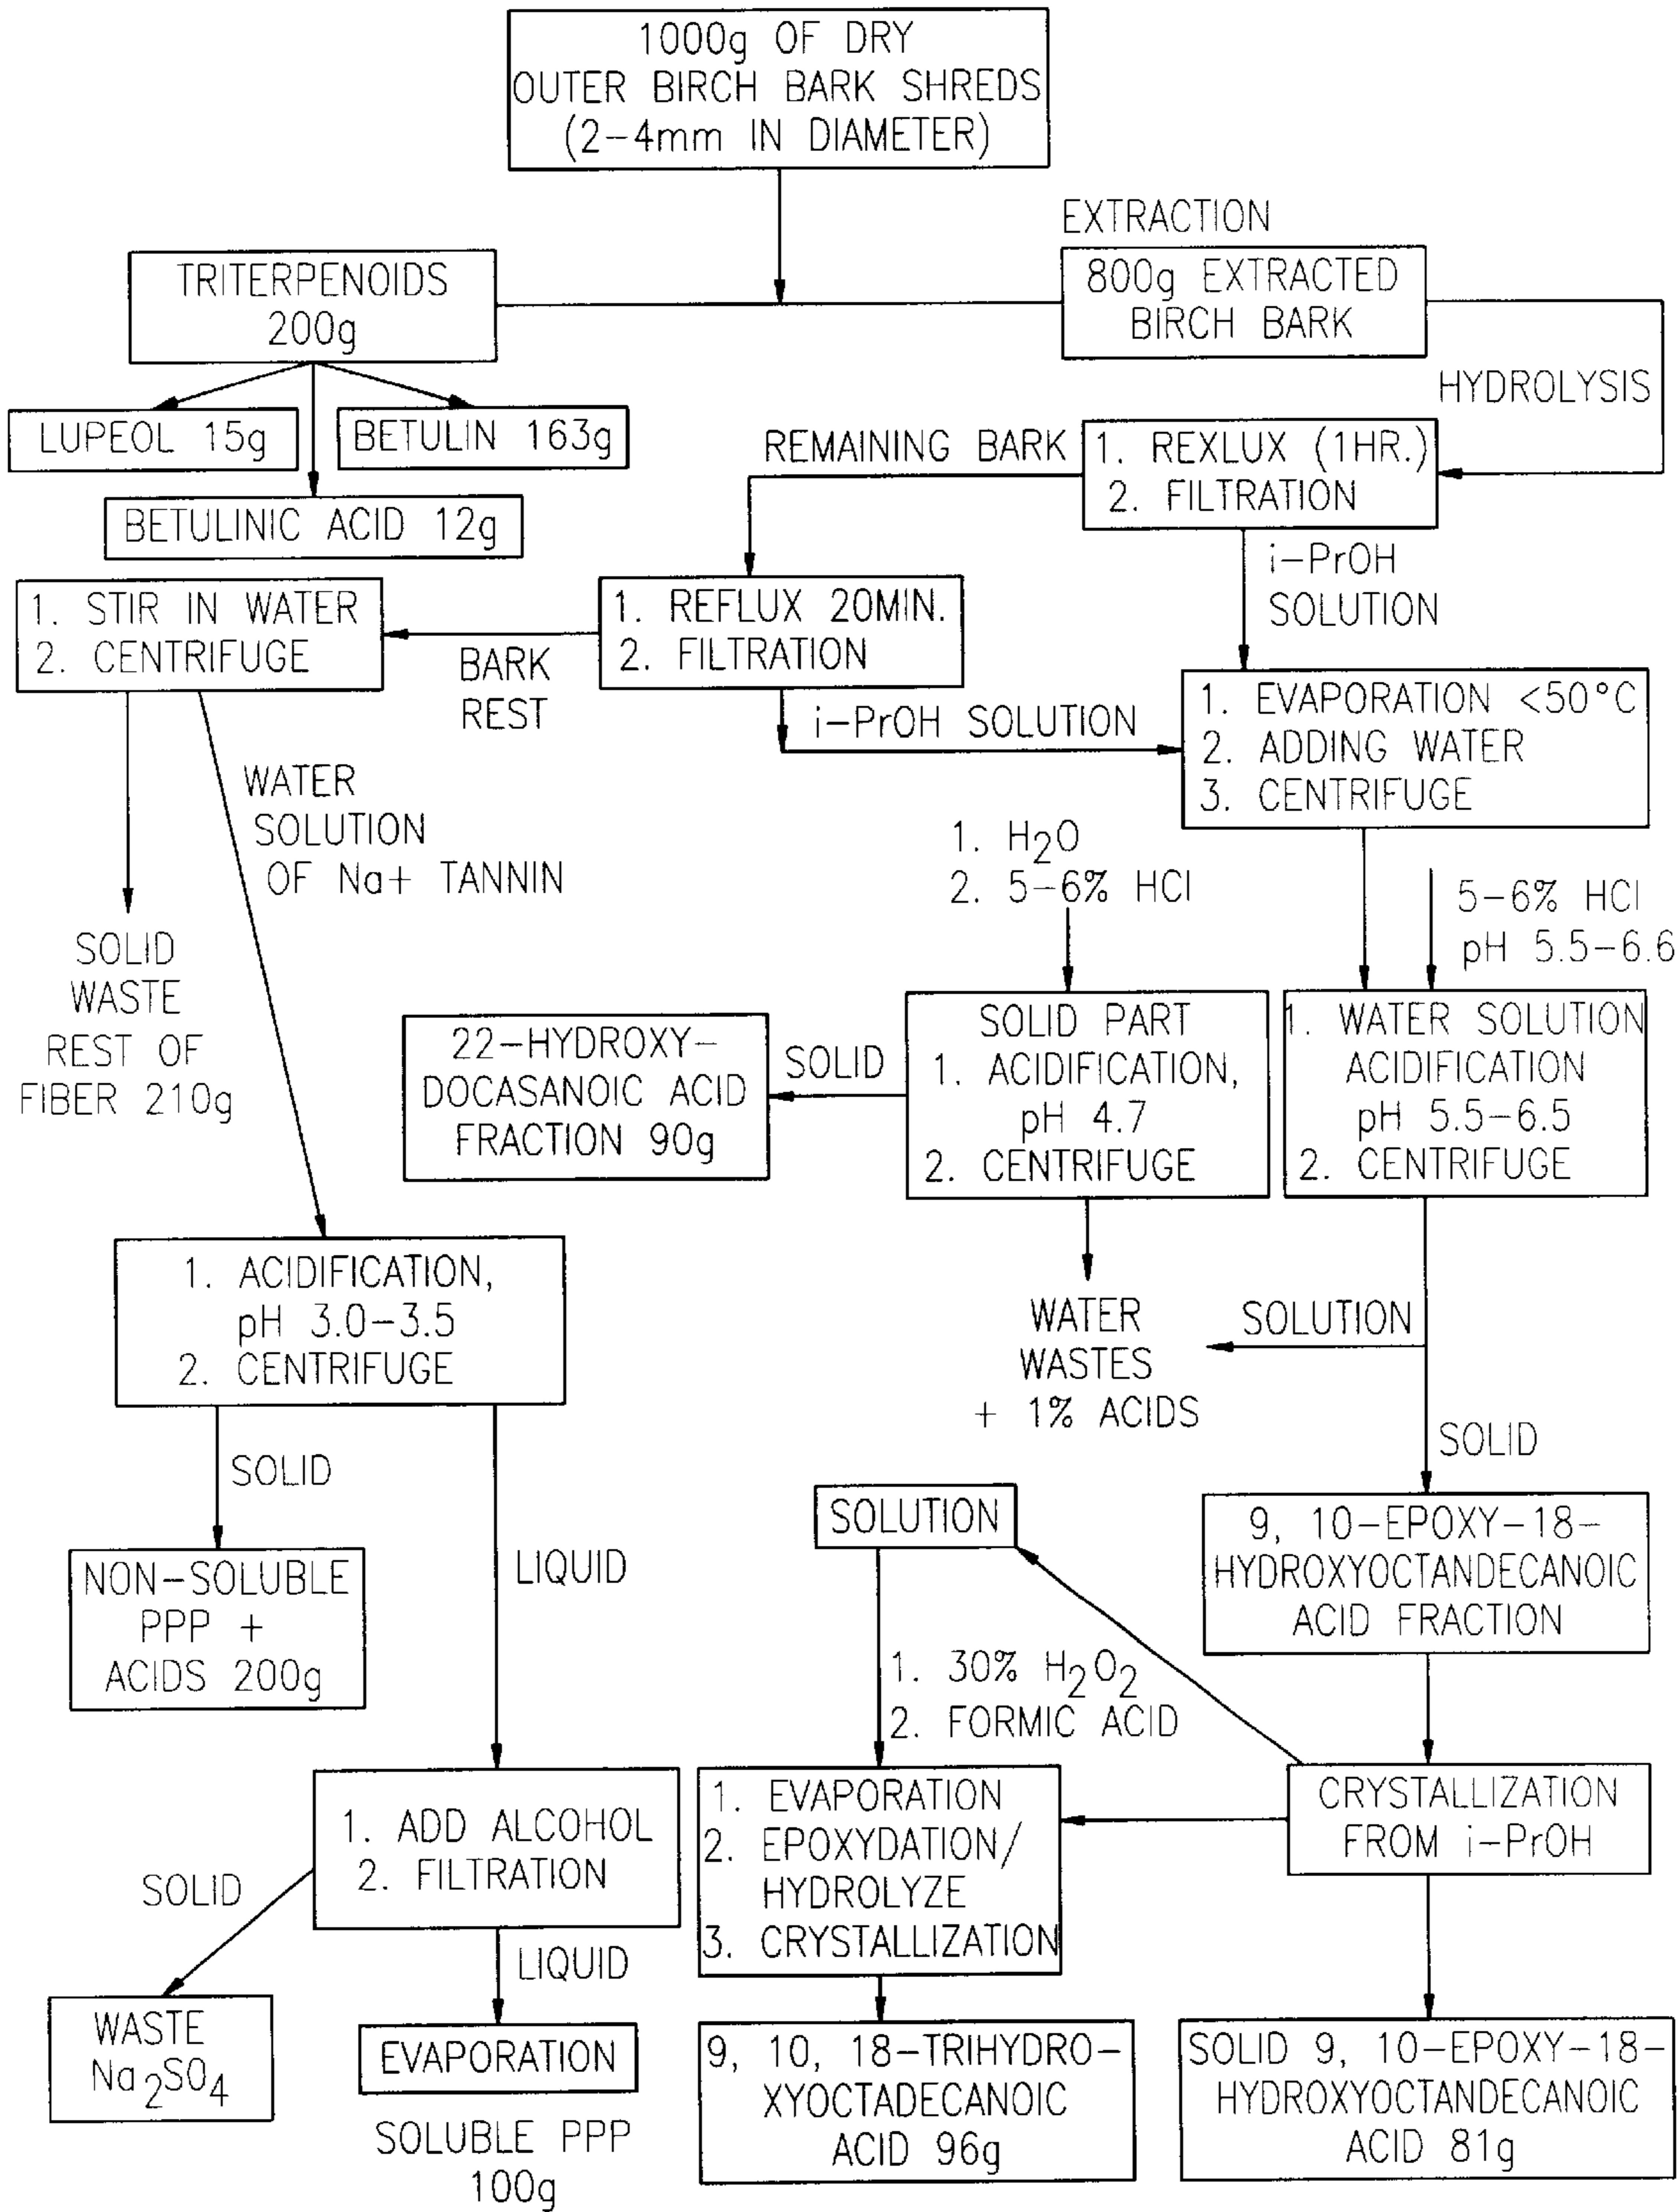 1000g OF DRY
OUTER BIRCH BARK SHREDS
(2-4mm IN DIAMETER)
EXTRACTION
TRITERPENOIDS
200g
800g EXTRACTED
BIRCH BARK
HYDROLYSIS
LUPEOL 15g
BETULIN 163g
BETULINIC ACID 12g
REMAINING BARK
1. REXLUX (1HR.)
2. FILTRATION
i-PrOH
SOLUTION
1. STIR IN WATER
2. CENTRIFUGE
BARK
REST
1. REFLUX 20MIN.
2. FILTRATION
i-PrOH SOLUTION
1. EVAPORATION <50°C
2. ADDING WATER
3. CENTRIFUGE
WATER
SOLUTION
OF Na+ TANNIN
SOLID
WASTE
REST OF
FIBER 210g
1. H2O
2. 5-6% HCl
5-6% HCl
pH 5.5-6.6
22-HYDROXY-
DOCASANOIC ACID
FRACTION 90g
SOLID
SOLID PART
1. ACIDIFICATION,
pH 4.7
2. CENTRIFUGE
1. WATER SOLUTION
ACIDIFICATION
pH 5.5-6.5
2. CENTRIFUGE
1. ACIDIFICATION,
pH 3.0-3.5
2. CENTRIFUGE
WATER
WASTES
+ 1% ACIDS
SOLUTION
SOLID
SOLID
NON-SOLUBLE
PPP +
ACIDS 200g
LIQUID
SOLUTION
9, 10-EPOXY-18-
HYDROXYOCTANDECANOIC
ACID FRACTION
1. 30% H2O2
2. FORMIC ACID
1. ADD ALCOHOL
2. FILTRATION
1. EVAPORATION
2. EPOXYDATION/
HYDROLYZE
3. CRYSTALLIZATION
CRYSTALLIZATION
FROM i-PrOH
SOLID
LIQUID
WASTE
Na2SO4
EVAPORATION
SOLUBLE PPP
100g
9, 10, 18-TRIHYDRO-
XYOCTADECANOIC
ACID 96g
SOLID 9, 10-EPOXY-18-
HYDROXYOCTANDECANOIC
ACID 81g